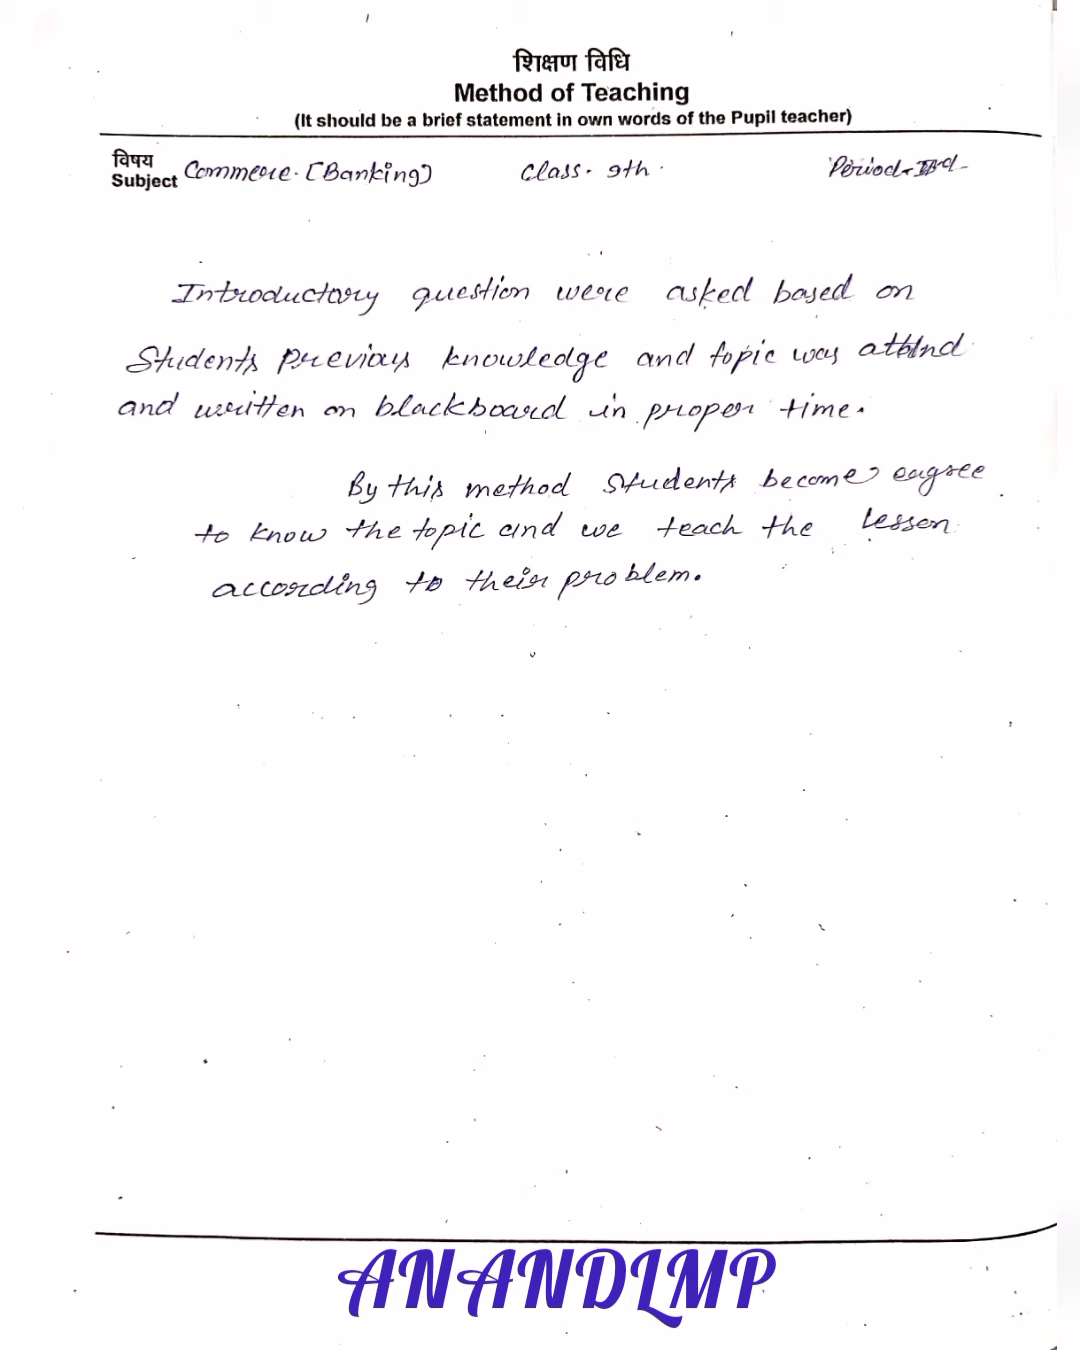 शिक्षण विधि
Method of Teaching
(It should be a brief statement in own words of the Pupil teacher)
विषय
Subject Commerce. [Banking] Class. 9th. Period-
Introductory question were asked based on
Students previous knowledge and topic was
and written on blackboard in proper time.
By this method Students become eagree
to know the topic and we teach the lesson
according to their problem.
ANANDLMP